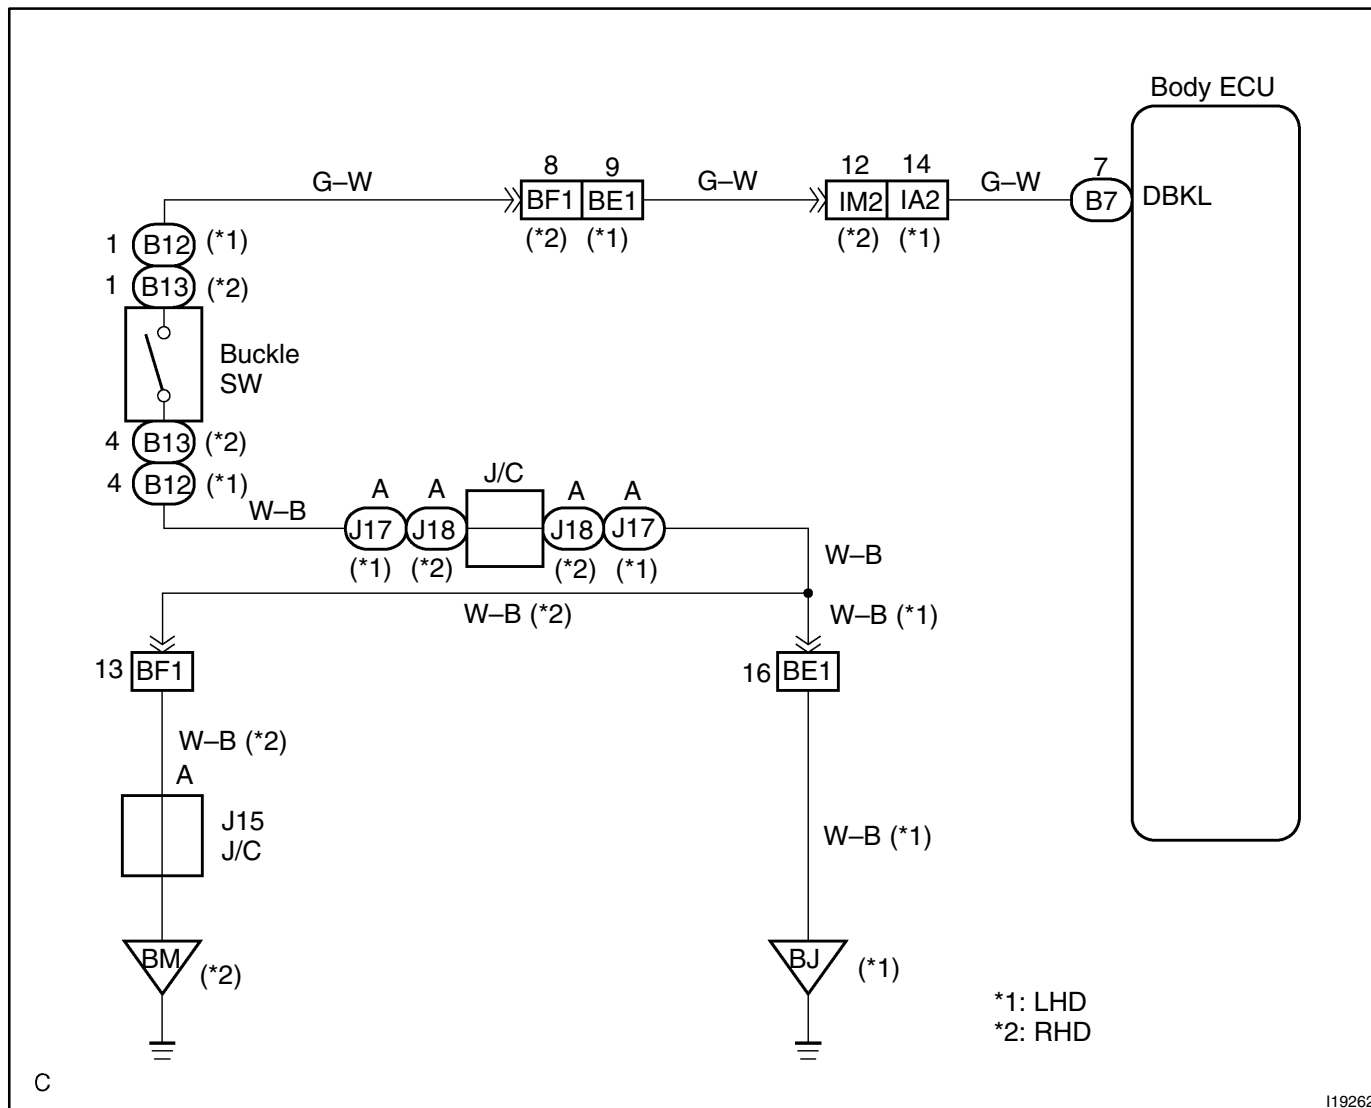 Body ECU
8 9 12 14 7
G–W BF1 BE1 G–W IM2 IA2 G–W B7 DBKL
(*2) (*1) (*2) (*1)
1 B12 (*1)
1 B13 (*2)
Buckle
SW
4 B13 (*2)
4 B12 (*1)
J/C
A A A A
W–B J17 J18 J18 J17
(*1) (*2) (*2) (*1)
W–B
W–B (*2) W–B (*1)
13 BF1 16 BE1
W–B (*2)
A
J15
J/C
W–B (*1)
BM (*2) BJ (*1)
*1: LHD
*2: RHD
C
I19262